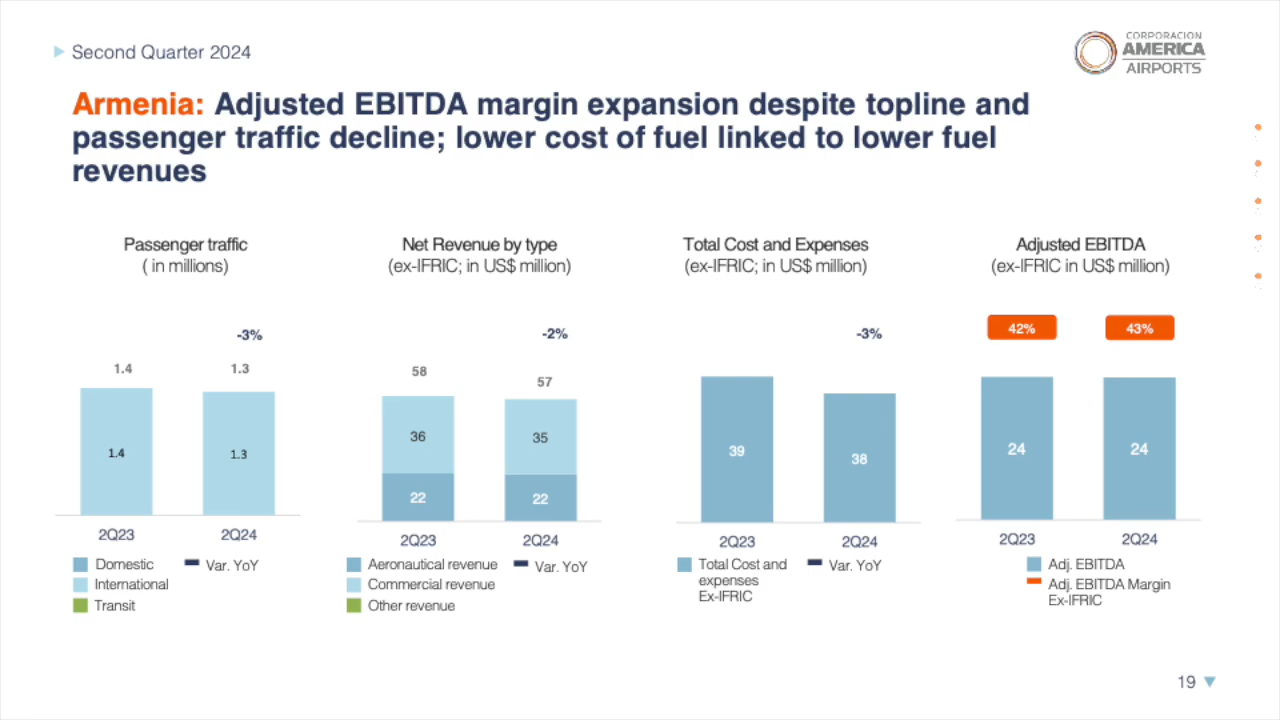 Second Quarter 2024
CORPORACION
AMERICA
AIRPORTS
Armenia: Adjusted EBITDA margin expansion despite topline and
passenger traffic decline; lower cost of fuel linked to lower fuel
revenues
Passenger traffic
( in millions)
-3%
1.4
1.3
1.4
1.3
2Q23
2Q24
Domestic
Var. YoY
International
Transit
Net Revenue by type
(ex-IFRIC; in US$ million)
-2%
58
57
36
35
22
22
2Q23
2Q24
Aeronautical revenue
Var. YoY
Commercial revenue
Other revenue
Total Cost and Expenses
(ex-IFRIC; in US$ million)
-3%
39
38
2Q23
2Q24
Total Cost and
expenses
Ex-IFRIC
Var. YoY
Adjusted EBITDA
(ex-IFRIC in US$ million)
42%
43%
24
24
2Q23
2Q24
Adj. EBITDA
Adj. EBITDA Margin
Ex-IFRIC
19